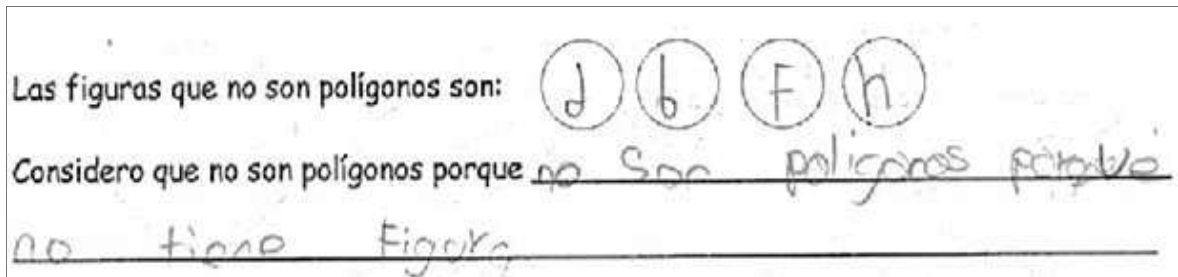 Las figuras que no son polígonos son: d b F h
Considero que no son polígonos porque no son poligonos porque
no tiene Figura